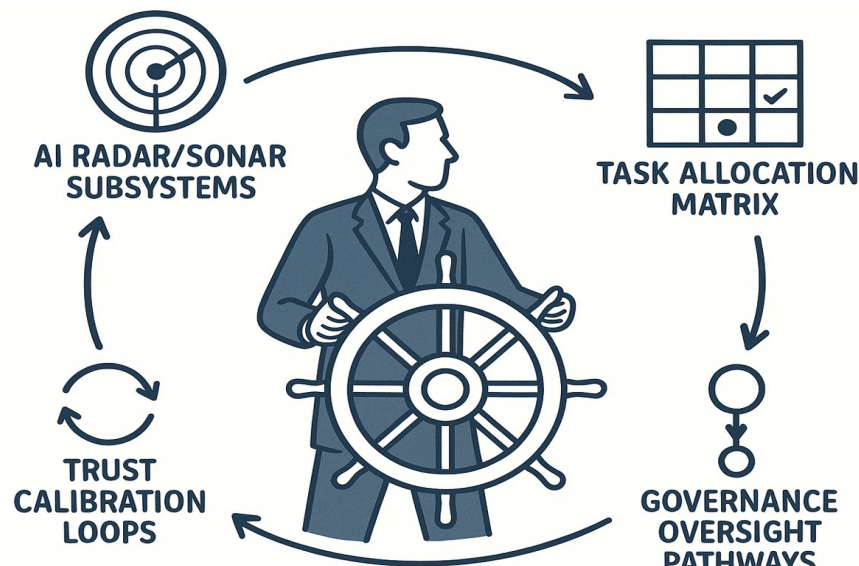 AI RADAR/SONAR
SUBSYSTEMS
TASK ALLOCATION
MATRIX
TRUST
CALIBRATION
LOOPS
GOVERNANCE
OVERSIGHT
PATHWAYS